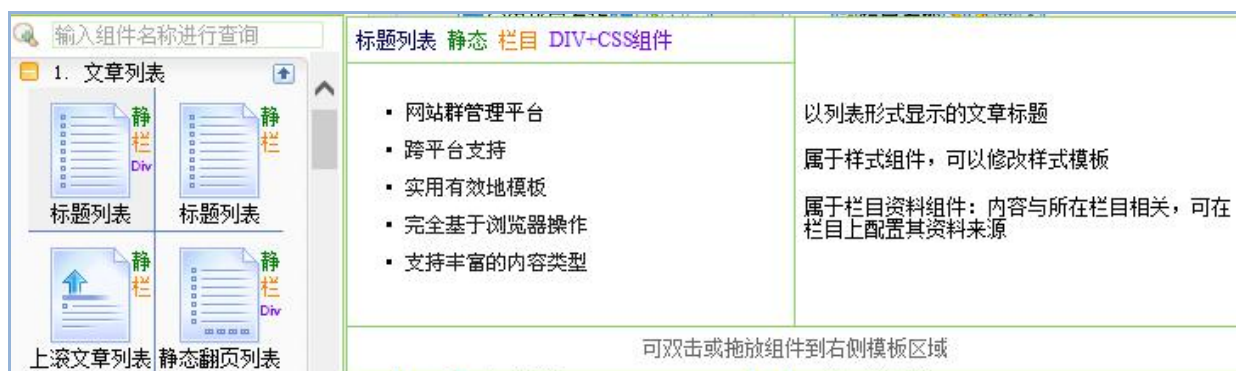 输入组件名称进行查询
1. 文章列表
静
栏
Div
标题列表
静
栏
标题列表
静
栏
上滚文章列表
静
栏
Div
静态翻页列表
标题列表 静态 栏目 DIV+CSS组件
▪ 网站群管理平台
▪ 跨平台支持
▪ 实用有效地模板
▪ 完全基于浏览器操作
▪ 支持丰富的内容类型
以列表形式显示的文章标题
属于样式组件，可以修改样式模板
属于栏目资料组件：内容与所在栏目相关，可在
栏目上配置其资料来源
可双击或拖放组件到右侧模板区域